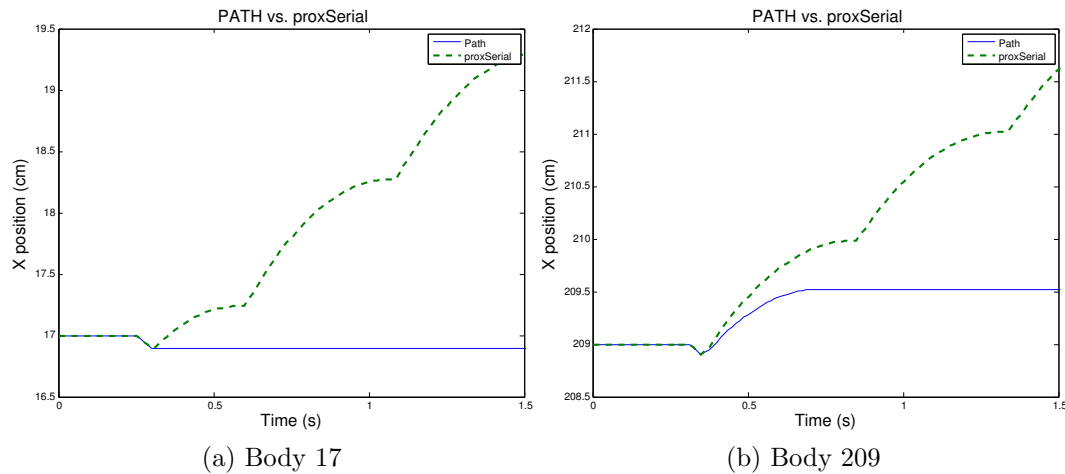 PATH vs. proxSerial
19.5
19
18.5
18
17.5
17
16.5
0
0.5
1
1.5
X position (cm)
Time (s)
Path
proxSerial
(a) Body 17
PATH vs. proxSerial
212
211.5
211
210.5
210
209.5
209
208.5
0
0.5
1
1.5
X position (cm)
Time (s)
Path
proxSerial
(b) Body 209